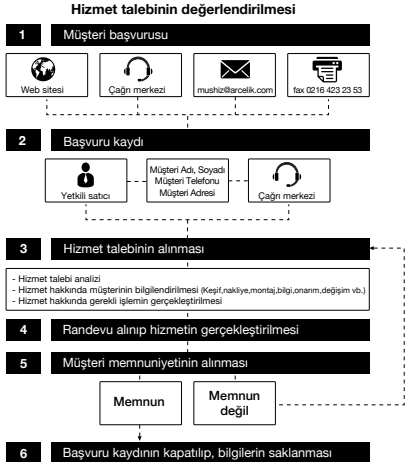 Hizmet talebinin değerlendirilmesi
1 Müşteri başvurusu
Web sitesi
Çağrı merkezi
mushiz@arcelik.com
fax 0216 423 23 53
2 Başvuru kaydı
Yetkili satıcı
Müşteri Adı, Soyadı
Müşteri Telefonu
Müşteri Adresi
Çağrı merkezi
3 Hizmet talebinin alınması
- Hizmet talebi analizi
- Hizmet hakkında müşterinin bilgilendirilmesi (Keşif,nakliye,montaj,bilgi,onarım,değişim vb.)
- Hizmet hakkında gerekli işlemin gerçekleştirilmesi
4 Randevu alınıp hizmetin gerçekleştirilmesi
5 Müşteri memnuniyetinin alınması
Memnun
Memnun
değil
6 Başvuru kaydının kapatılıp, bilgilerin saklanması